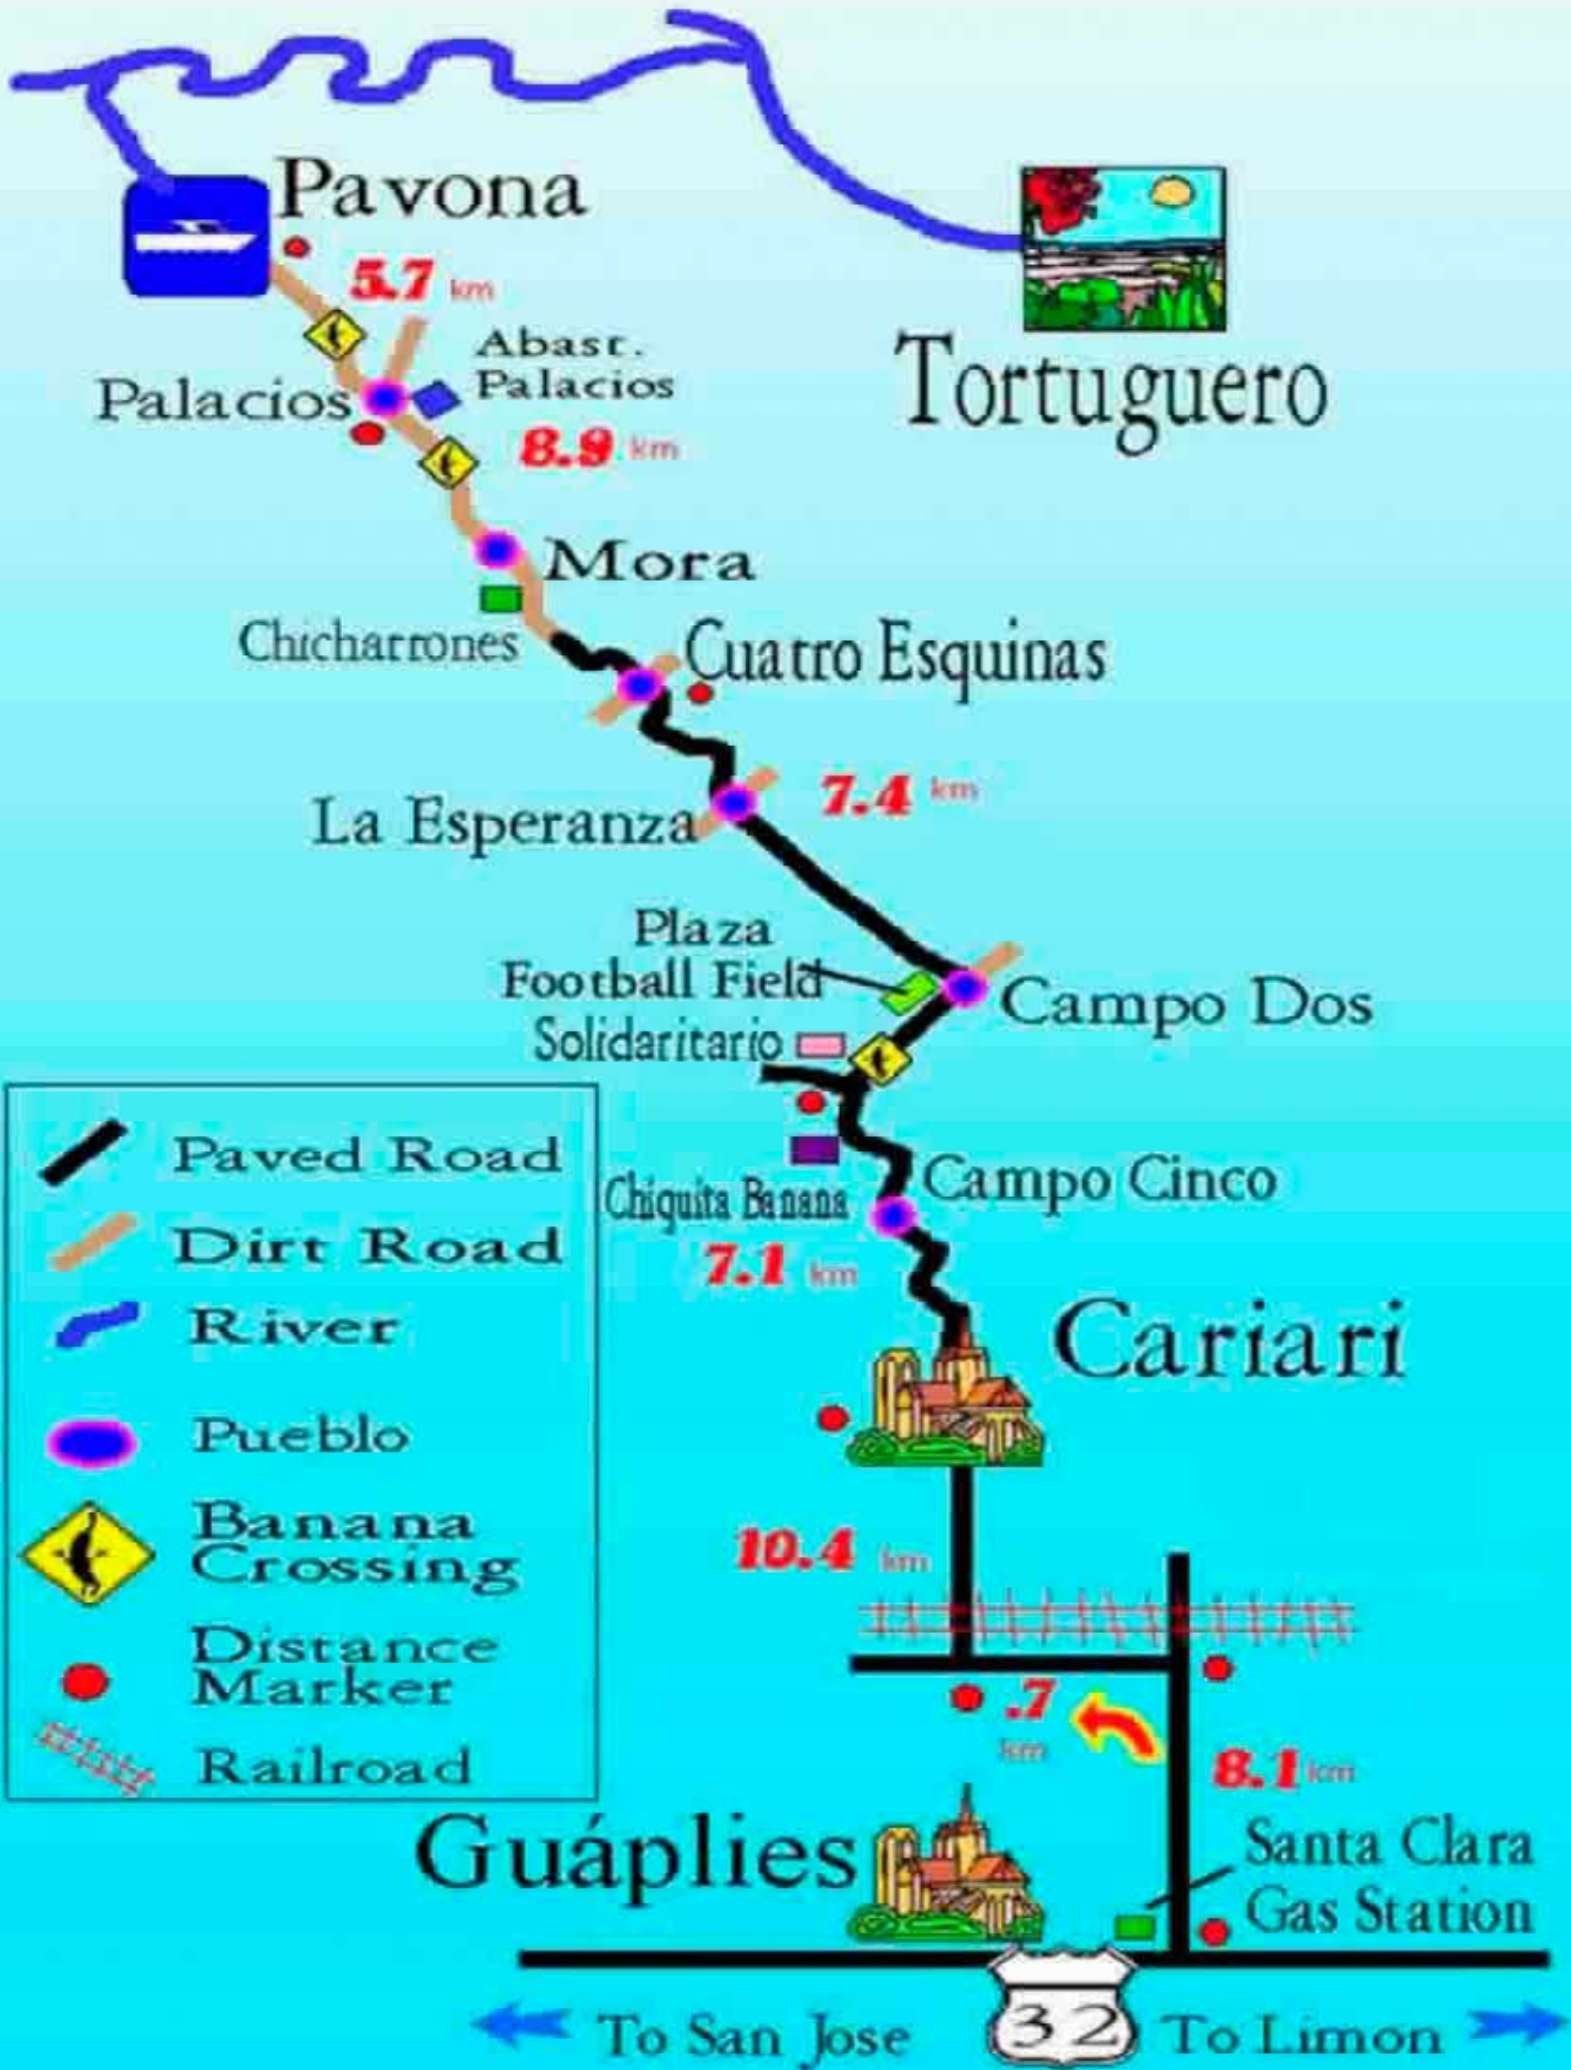 Pavona
5.7 km
Abast.
Palacios
Palacios
8.9 km
Tortuguero
Mora
Chicharrones
Cuatro Esquinas
7.4 km
La Esperanza
Plaza
Football Field
Campo Dos
Solidaritario
Campo Cinco
Chiquita Banana
7.1 km
Cariari
10.4 km
.7
km
8.1 km
Guáplies
Santa Clara
Gas Station
32
To San Jose
To Limon
Paved Road
Dirt Road
River
Pueblo
Banana
Crossing
Distance
Marker
Railroad